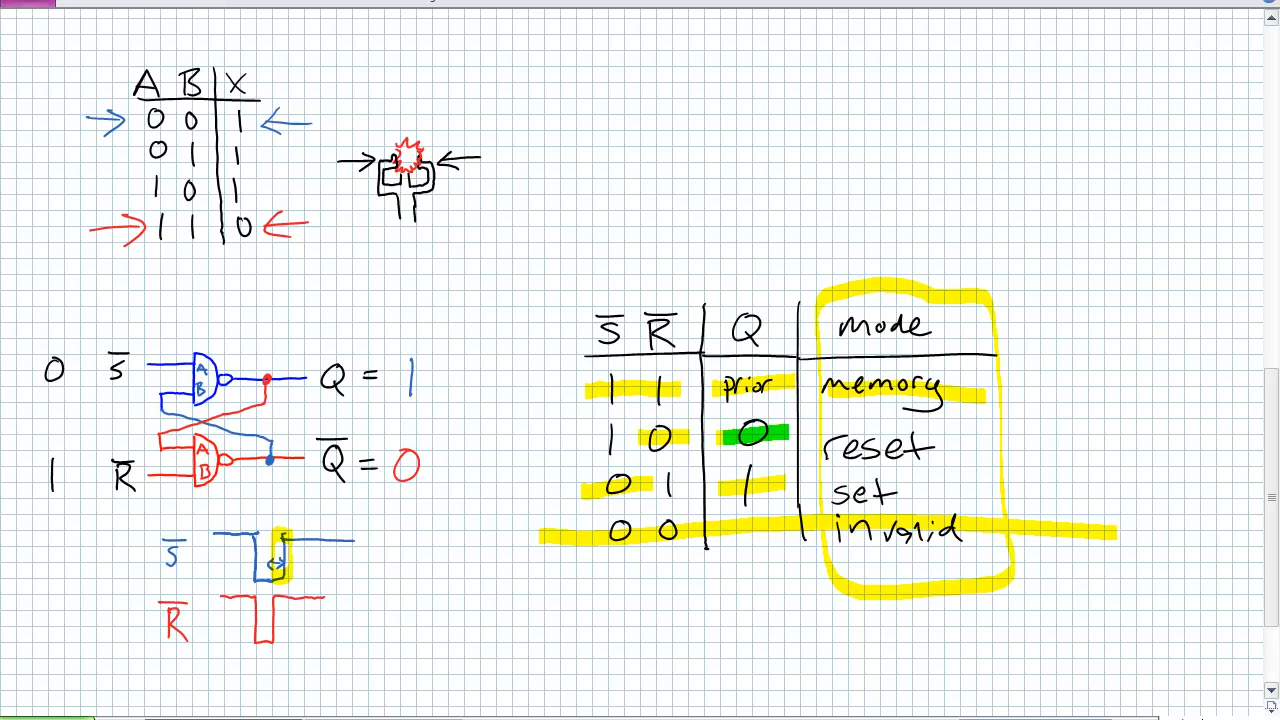 A B X
0 0 1
0 1 1
1 0 1
1 1 0
0 S̅ A B Q = 1
1 R̅ A B Q̅ = 0
S̅
R̅
S̅ R̅ Q mode
1 1 prior memory
1 0 0 reset
0 1 1 set
0 0 invalid